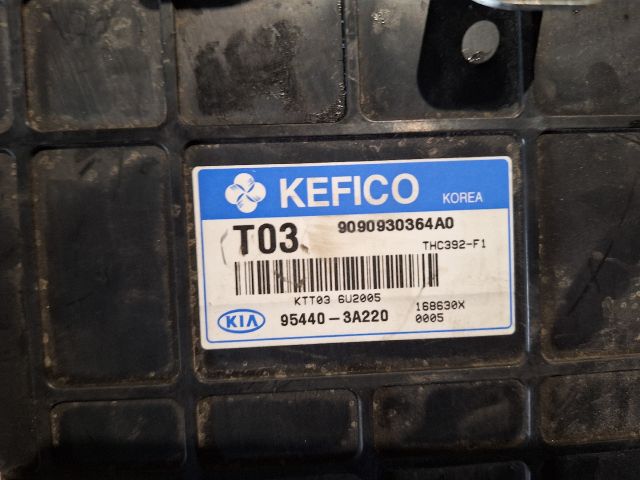 KEFICO KOREA
T03 9090930364A0
THC392-F1
KTT03 6U2005
KIA 95440-3A220 168630X
0005